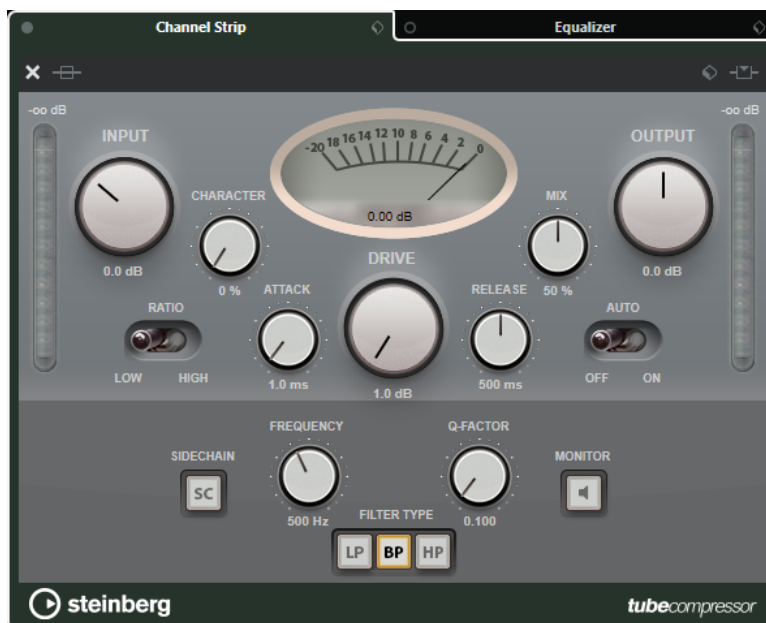 Channel Strip
Equalizer
-oo dB
-oo dB
INPUT
OUTPUT
-20 18 16 14 12 10 8 6 4 2 0
0.00 dB
CHARACTER
MIX
0.0 dB
0.0 dB
0 %
DRIVE
50 %
ATTACK
RELEASE
RATIO
AUTO
LOW HIGH
OFF ON
1.0 ms
1.0 dB
500 ms
FREQUENCY
Q-FACTOR
SIDECHAIN
MONITOR
SC
500 Hz
FILTER TYPE
0.100
LP BP HP
steinberg
tubecompressor